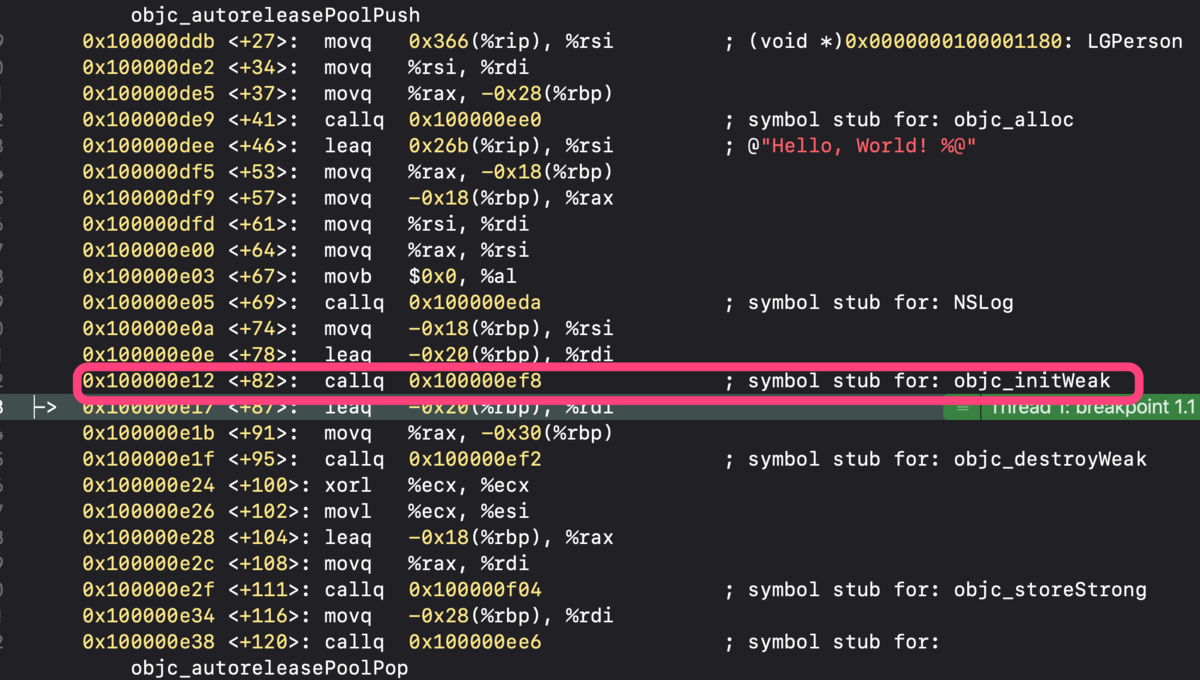 objc_autoreleasePoolPush
0x100000ddb <+27>: movq 0x366(%rip), %rsi ; (void *)0x0000000100001180: LGPerson
0x100000de2 <+34>: movq %rsi, %rdi
0x100000de5 <+37>: movq %rax, -0x28(%rbp)
0x100000de9 <+41>: callq 0x100000ee0 ; symbol stub for: objc_alloc
0x100000dee <+46>: leaq 0x26b(%rip), %rsi ; @"Hello, World! %@"
0x100000df5 <+53>: movq %rax, -0x18(%rbp)
0x100000df9 <+57>: movq -0x18(%rbp), %rax
0x100000dfd <+61>: movq %rsi, %rdi
0x100000e00 <+64>: movq %rax, %rsi
0x100000e03 <+67>: movb $0x0, %al
0x100000e05 <+69>: callq 0x100000eda ; symbol stub for: NSLog
0x100000e0a <+74>: movq -0x18(%rbp), %rsi
0x100000e0e <+78>: leaq -0x20(%rbp), %rdi
0x100000e12 <+82>: callq 0x100000ef8 ; symbol stub for: objc_initWeak
-> 0x100000e17 <+87>: leaq -0x20(%rbp), %rdi = Thread 1: breakpoint 1.1
0x100000e1b <+91>: movq %rax, -0x30(%rbp)
0x100000e1f <+95>: callq 0x100000ef2 ; symbol stub for: objc_destroyWeak
0x100000e24 <+100>: xorl %ecx, %ecx
0x100000e26 <+102>: movl %ecx, %esi
0x100000e28 <+104>: leaq -0x18(%rbp), %rax
0x100000e2c <+108>: movq %rax, %rdi
0x100000e2f <+111>: callq 0x100000f04 ; symbol stub for: objc_storeStrong
0x100000e34 <+116>: movq -0x28(%rbp), %rdi
0x100000e38 <+120>: callq 0x100000ee6 ; symbol stub for:
objc_autoreleasePoolPop